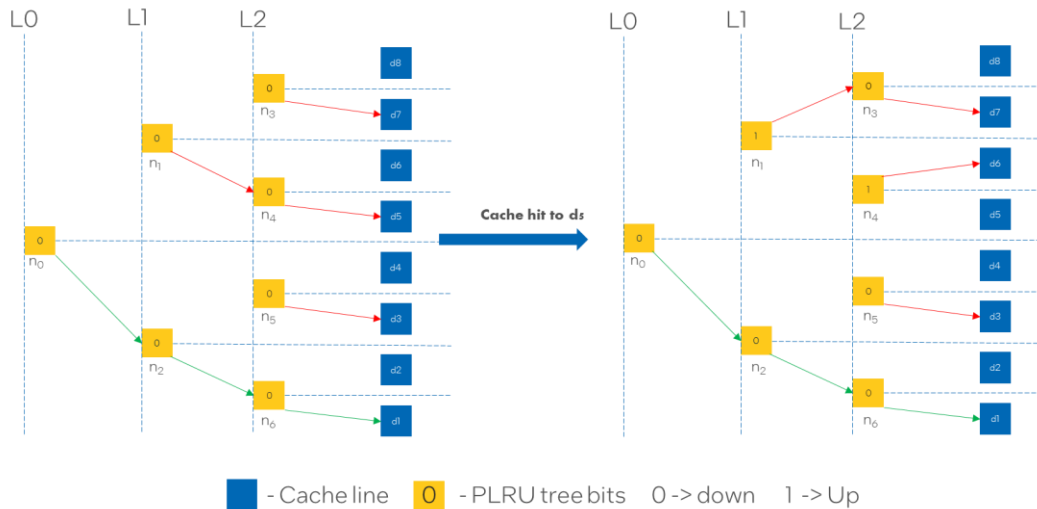 L0 L1 L2 L0 L1 L2
d8 d8
0 0
n3 d7 n3 d7
0 1
n1 d6 n1 d6
0 1
n4 d5 n4 d5
Cache hit to ds
0 0
n0 d4 n0 d4
0 0
n5 d3 n5 d3
0 0
n2 d2 n2 d2
0 0
n6 d1 n6 d1
- Cache line 0 - PLRU tree bits 0 -> down 1 -> Up